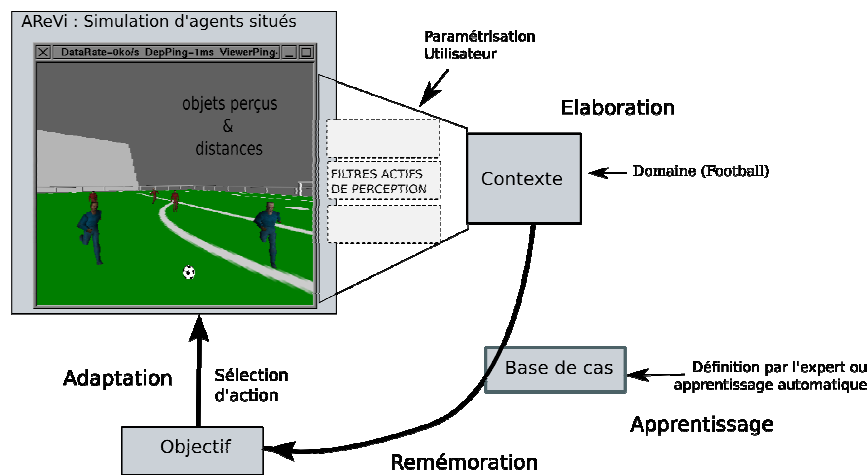 AReVi : Simulation d'agents situés
DataRate-0ko/s DepPing-1ms ViewerPing-
objets perçus
&
distances
Paramétrisation
Utilisateur
FILTRES ACTIFS
DE PERCEPTION
Elaboration
Contexte
Domaine (Football)
Base de cas
Définition par l'expert ou
apprentissage automatique
Apprentissage
Adaptation
Sélection
d'action
Objectif
Remémoration